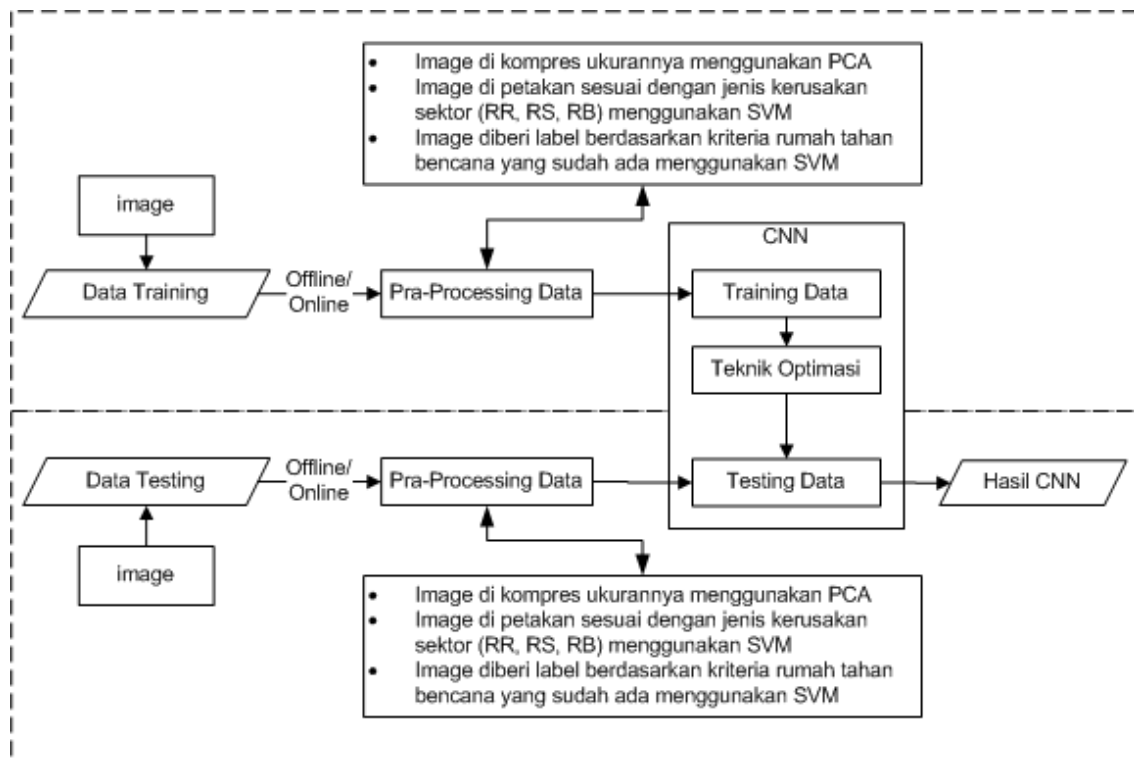 Image di kompres ukurannya menggunakan PCA
Image di petakan sesuai dengan jenis kerusakan
sektor (RR, RS, RB) menggunakan SVM
Image diberi label berdasarkan kriteria rumah tahan
bencana yang sudah ada menggunakan SVM
image
CNN
Data Training
Offline/
Online
Pra-Processing Data
Training Data
Teknik Optimasi
Data Testing
Offline/
Online
Pra-Processing Data
Testing Data
Hasil CNN
image
Image di kompres ukurannya menggunakan PCA
Image di petakan sesuai dengan jenis kerusakan
sektor (RR, RS, RB) menggunakan SVM
Image diberi label berdasarkan kriteria rumah tahan
bencana yang sudah ada menggunakan SVM